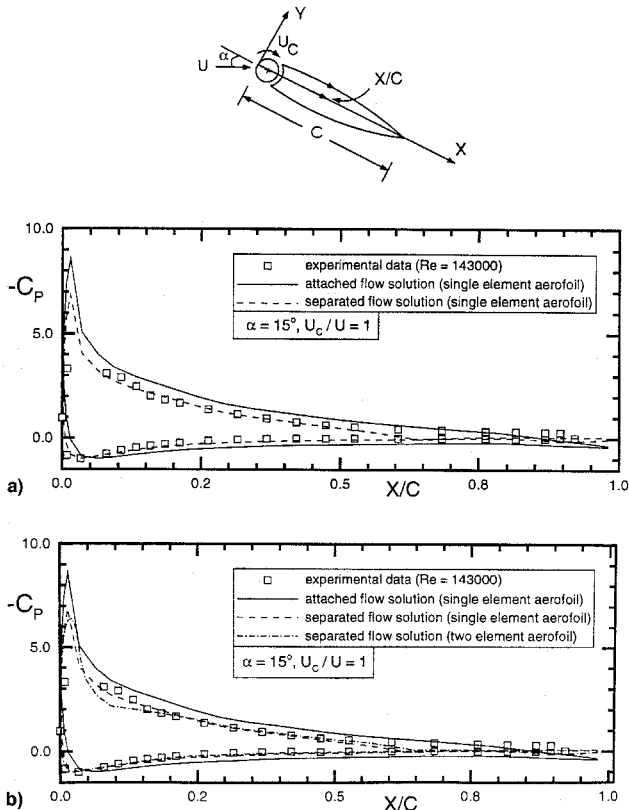 Y
U_C
α
U
X/C
C
X
10.0
□ experimental data (Re = 143000)
attached flow solution (single element aerofoil)
separated flow solution (single element aerofoil)
α = 15°, U_C / U = 1
-C_P
5.0
0.0
a)
0.0 0.2 0.5 0.8 1.0
X/C
10.0
□ experimental data (Re = 143000)
attached flow solution (single element aerofoil)
separated flow solution (single element aerofoil)
separated flow solution (two element aerofoil)
α = 15°, U_C / U = 1
-C_P
5.0
0.0
b)
0.0 0.2 0.5 0.8 1.0
X/C